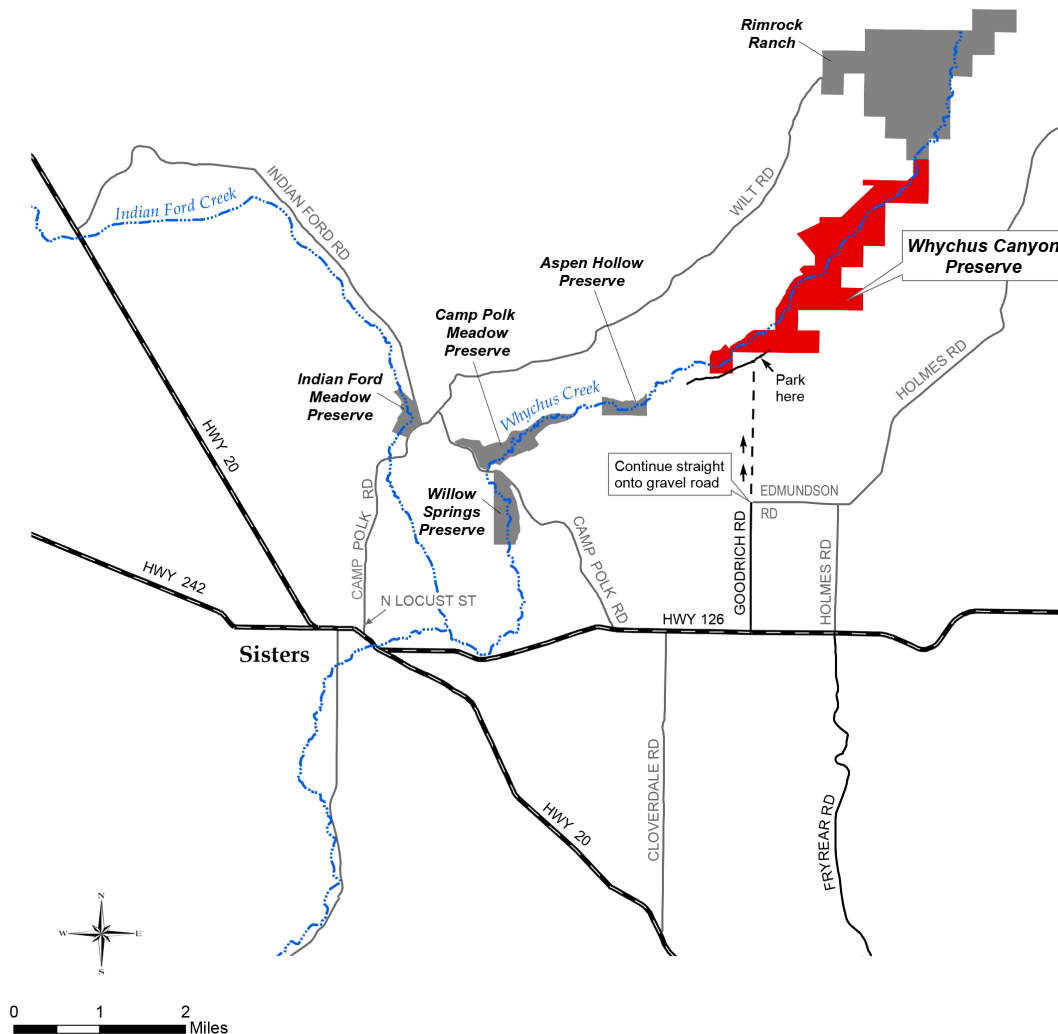 Rimrock
Ranch
INDIAN FORD RD
WILT RD
Indian Ford Creek
Whychus Canyon
Preserve
Aspen Hollow
Preserve
Camp Polk
Meadow
Preserve
HOLMES RD
Indian Ford
Meadow
Preserve
Whychus Creek
Park
here
HWY 20
Continue straight
onto gravel road
EDMUNDSON
RD
Willow
Springs
Preserve
CAMP POLK RD
CAMP POLK RD
GOODRICH RD
HOLMES RD
HWY 242
N LOCUST ST
HWY 126
Sisters
CLOVERDALE RD
HWY 20
FRYREAR RD
N
W
E
S
0 1 2
Miles